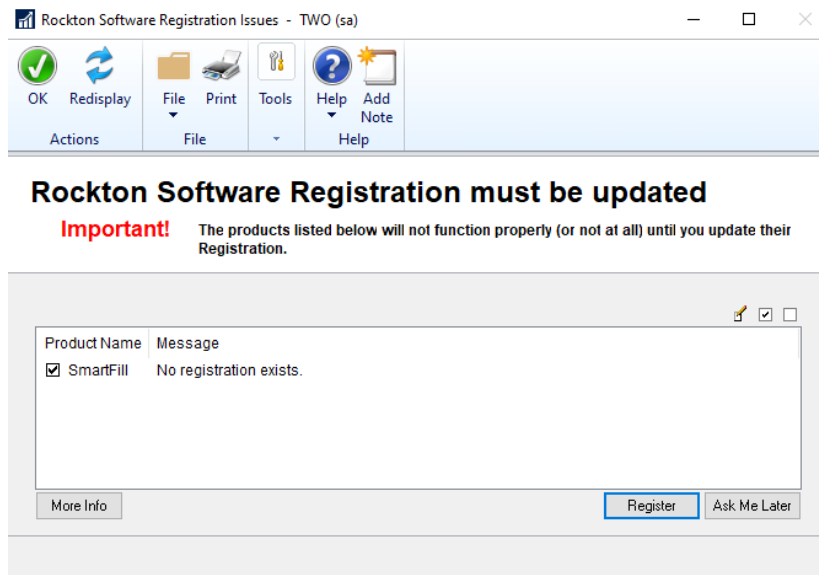 Rockton Software Registration Issues - TWO (sa)
OK Redisplay File Print Tools Help Add Note
Actions File Help
Rockton Software Registration must be updated
Important! The products listed below will not function properly (or not at all) until you update their
Registration.
Product Name Message
SmartFill No registration exists.
More Info Register Ask Me Later